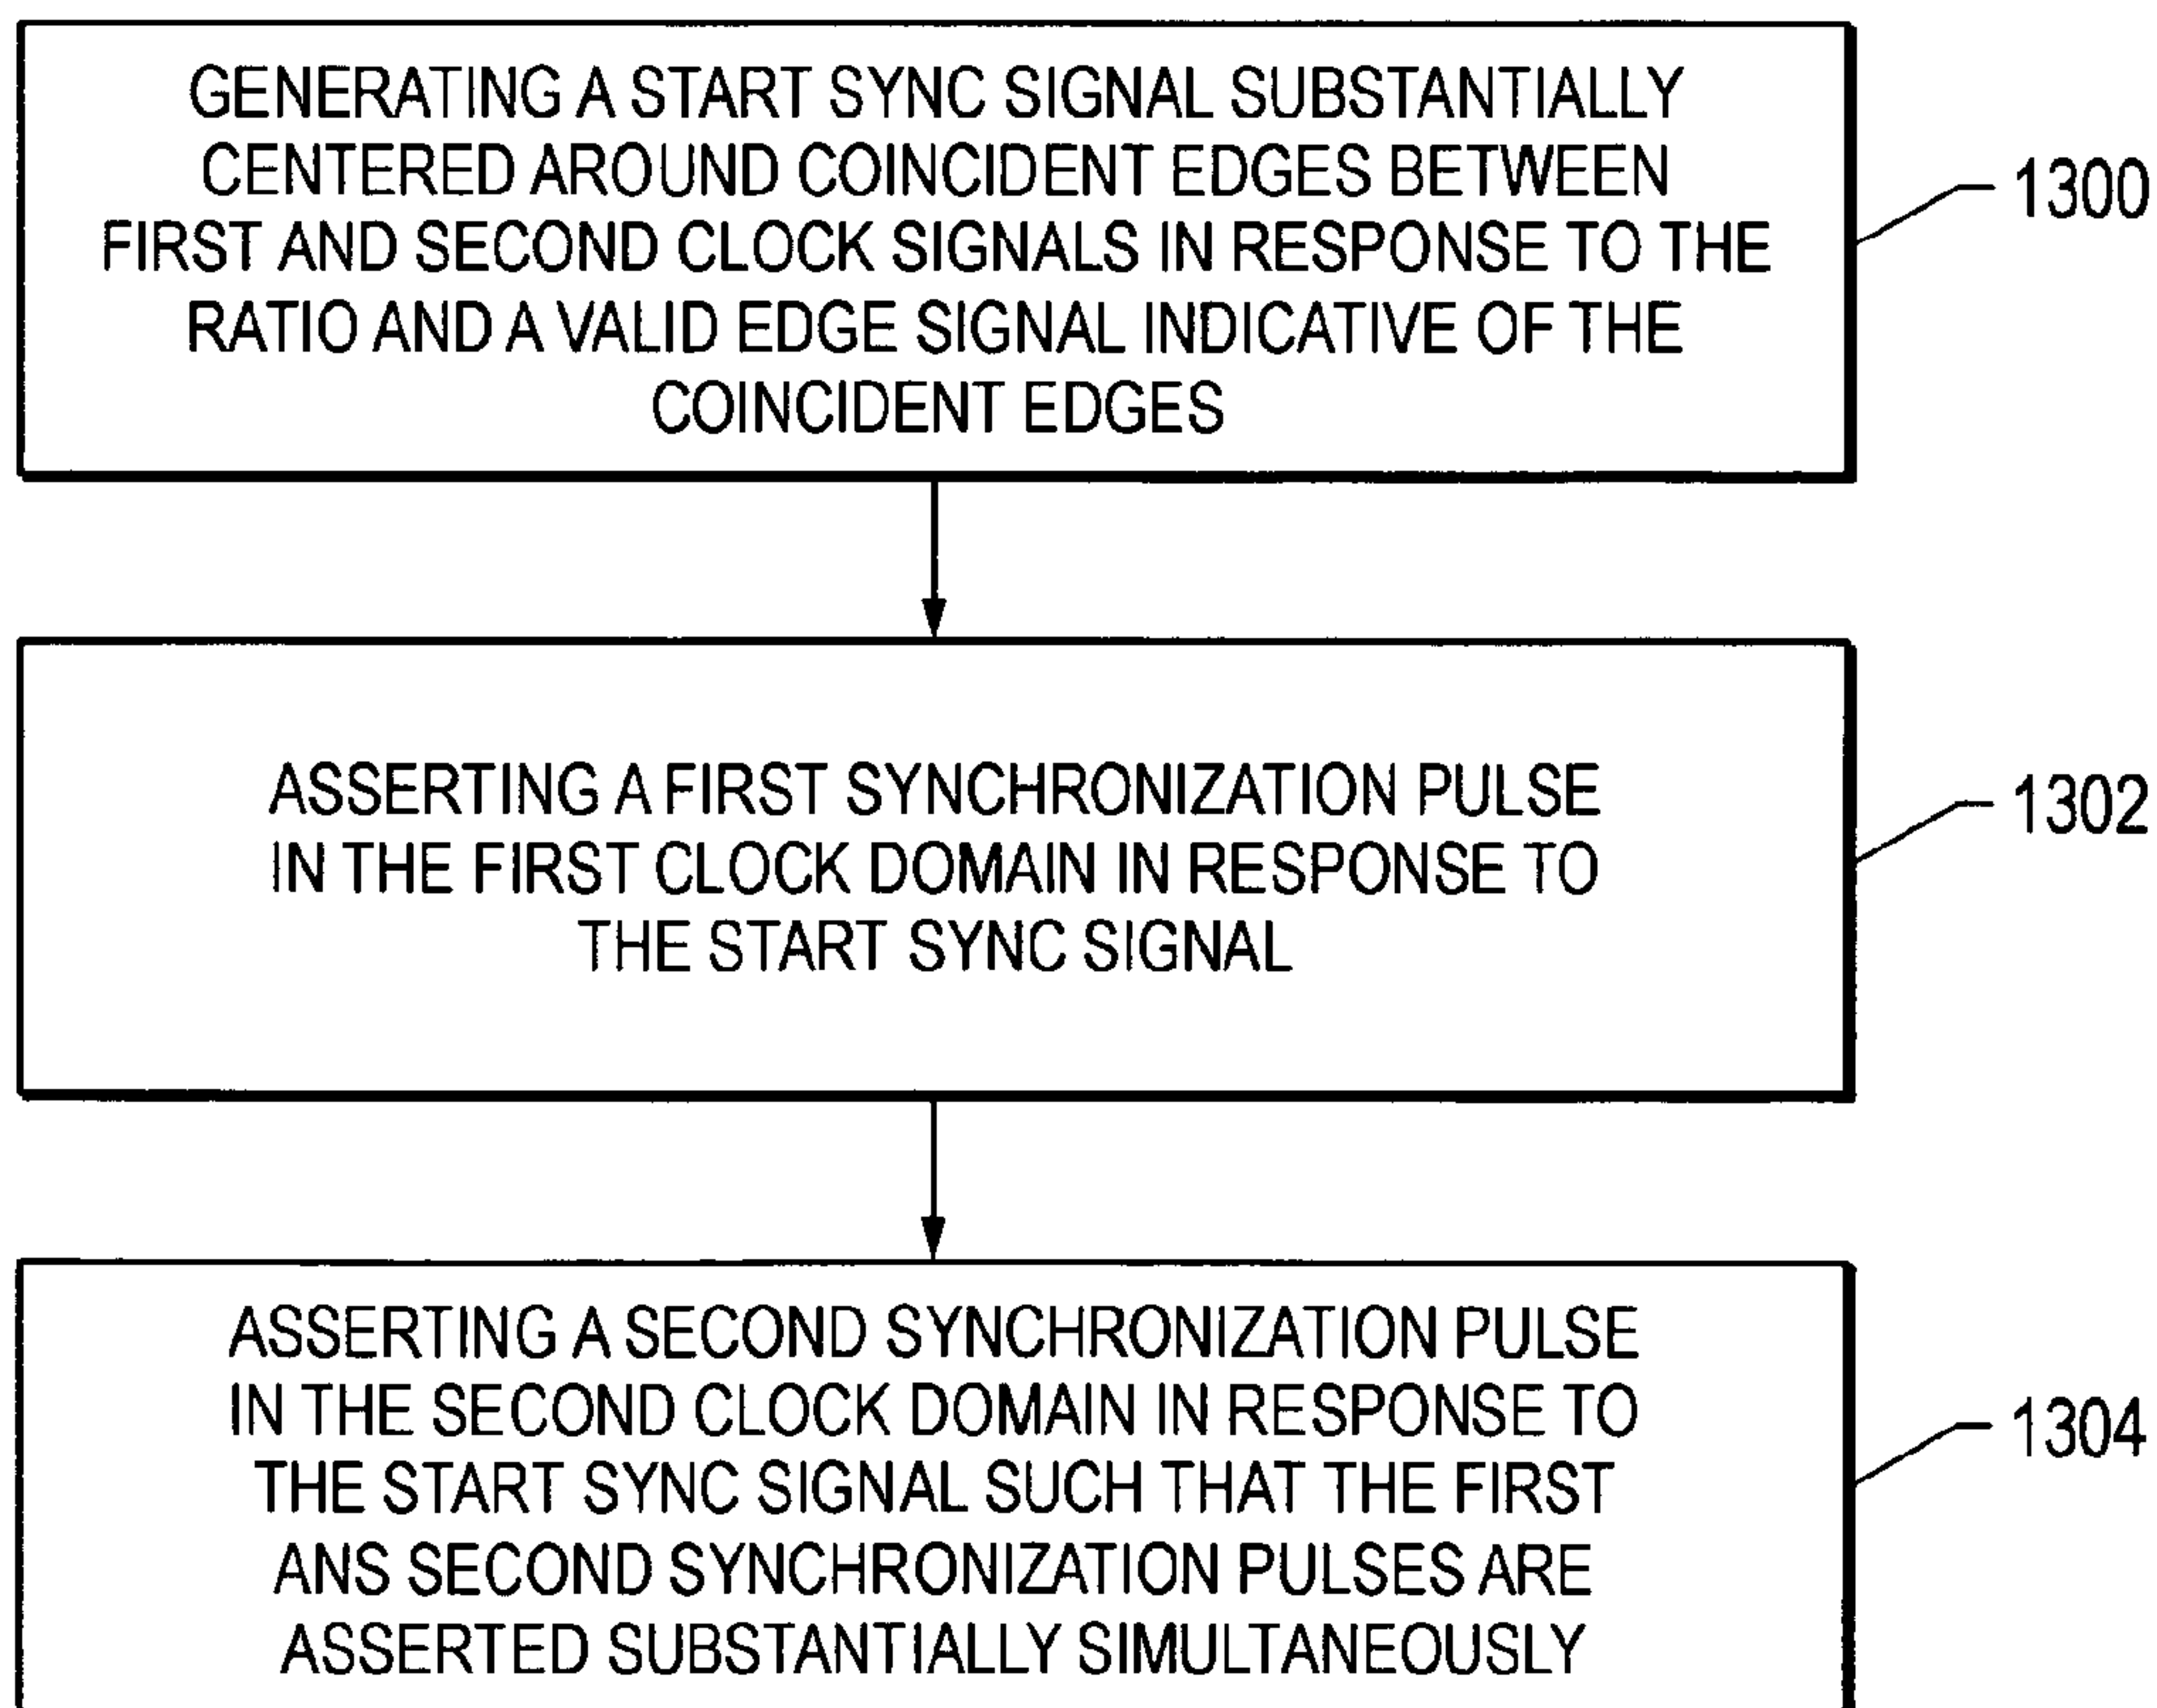 GENERATING A START SYNC SIGNAL SUBSTANTIALLY
CENTERED AROUND COINCIDENT EDGES BETWEEN
FIRST AND SECOND CLOCK SIGNALS IN RESPONSE TO THE
RATIO AND A VALID EDGE SIGNAL INDICATIVE OF THE
COINCIDENT EDGES
1300
ASSERTING A FIRST SYNCHRONIZATION PULSE
IN THE FIRST CLOCK DOMAIN IN RESPONSE TO
THE START SYNC SIGNAL
1302
ASSERTING A SECOND SYNCHRONIZATION PULSE
IN THE SECOND CLOCK DOMAIN IN RESPONSE TO
THE START SYNC SIGNAL SUCH THAT THE FIRST
ANS SECOND SYNCHRONIZATION PULSES ARE
ASSERTED SUBSTANTIALLY SIMULTANEOUSLY
1304